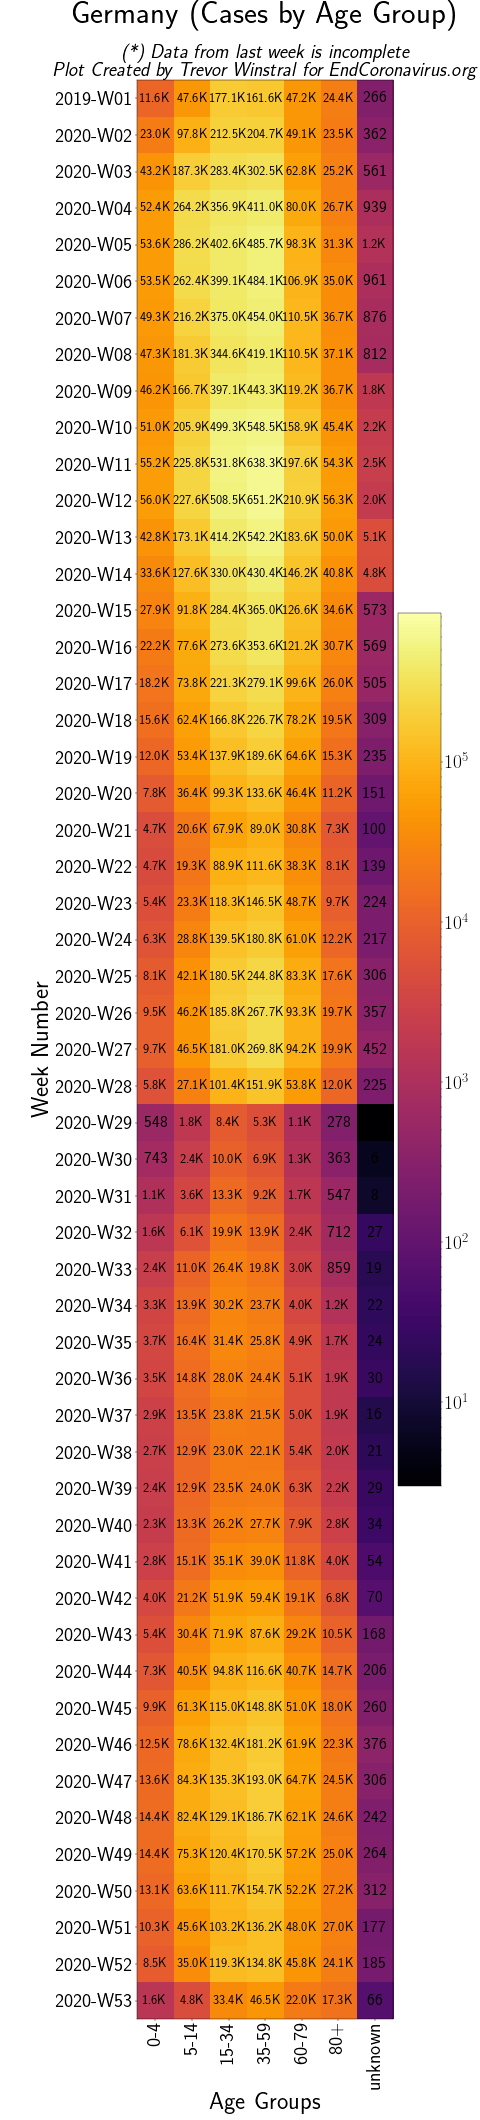 Germany (Cases by Age Group)
(*) Data from last week is incomplete
Plot Created by Trevor Winstral for EndCoronavirus.org
2019-W01 11.6K 47.6K 177.1K 161.6K 47.2K 24.4K 266
2020-W02 23.0K 97.8K 212.5K 204.7K 49.1K 23.5K 362
2020-W03 43.2K 187.3K 283.4K 302.5K 62.8K 25.2K 561
2020-W04 52.4K 264.2K 356.9K 411.0K 80.0K 26.7K 939
2020-W05 53.6K 286.2K 402.6K 485.7K 98.3K 31.3K 1.2K
2020-W06 53.5K 262.4K 399.1K 484.1K 106.9K 35.0K 961
2020-W07 49.3K 216.2K 375.0K 454.0K 110.5K 36.7K 876
2020-W08 47.3K 181.3K 344.6K 419.1K 110.5K 37.1K 812
2020-W09 46.2K 166.7K 397.1K 443.3K 119.2K 36.7K 1.8K
2020-W10 51.0K 205.9K 499.3K 548.5K 158.9K 45.4K 2.2K
2020-W11 55.2K 225.8K 531.8K 638.3K 197.6K 54.3K 2.5K
2020-W12 56.0K 227.6K 508.5K 651.2K 210.9K 56.3K 2.0K
2020-W13 42.8K 173.1K 414.2K 542.2K 183.6K 50.0K 5.1K
2020-W14 33.6K 127.6K 330.0K 430.4K 146.2K 40.8K 4.8K
2020-W15 27.9K 91.8K 284.4K 365.0K 126.6K 34.6K 573
2020-W16 22.2K 77.6K 273.6K 353.6K 121.2K 30.7K 569
2020-W17 18.2K 73.8K 221.3K 279.1K 99.6K 26.0K 505
2020-W18 15.6K 62.4K 166.8K 226.7K 78.2K 19.5K 309
2020-W19 12.0K 53.4K 137.9K 189.6K 64.6K 15.3K 235
10^5
2020-W20 7.8K 36.4K 99.3K 133.6K 46.4K 11.2K 151
2020-W21 4.7K 20.6K 67.9K 89.0K 30.8K 7.3K 100
2020-W22 4.7K 19.3K 88.9K 111.6K 38.3K 8.1K 139
2020-W23 5.4K 23.3K 118.3K 146.5K 48.7K 9.7K 224
10^4
2020-W24 6.3K 28.8K 139.5K 180.8K 61.0K 12.2K 217
2020-W25 8.1K 42.1K 180.5K 244.8K 83.3K 17.6K 306
2020-W26 9.5K 46.2K 185.8K 267.7K 93.3K 19.7K 357
2020-W27 9.7K 46.5K 181.0K 269.8K 94.2K 19.9K 452
Week Number
10^3
2020-W28 5.8K 27.1K 101.4K 151.9K 53.8K 12.0K 225
2020-W29 548 1.8K 8.4K 5.3K 1.1K 278
2020-W30 743 2.4K 10.0K 6.9K 1.3K 363
2020-W31 1.1K 3.6K 13.3K 9.2K 1.7K 547 8
2020-W32 1.6K 6.1K 19.9K 13.9K 2.4K 712 27
10^2
2020-W33 2.4K 11.0K 26.4K 19.8K 3.0K 859 19
2020-W34 3.3K 13.9K 30.2K 23.7K 4.0K 1.2K 22
2020-W35 3.7K 16.4K 31.4K 25.8K 4.9K 1.7K 24
2020-W36 3.5K 14.8K 28.0K 24.4K 5.1K 1.9K 30
10^1
2020-W37 2.9K 13.5K 23.8K 21.5K 5.0K 1.9K 16
2020-W38 2.7K 12.9K 23.0K 22.1K 5.4K 2.0K 21
2020-W39 2.4K 12.9K 23.5K 24.0K 6.3K 2.2K 29
2020-W40 2.3K 13.3K 26.2K 27.7K 7.9K 2.8K 34
2020-W41 2.8K 15.1K 35.1K 39.0K 11.8K 4.0K 54
2020-W42 4.0K 21.2K 51.9K 59.4K 19.1K 6.8K 70
2020-W43 5.4K 30.4K 71.9K 87.6K 29.2K 10.5K 168
2020-W44 7.3K 40.5K 94.8K 116.6K 40.7K 14.7K 206
2020-W45 9.9K 61.3K 115.0K 148.8K 51.0K 18.0K 260
2020-W46 12.5K 78.6K 132.4K 181.2K 61.9K 22.3K 376
2020-W47 13.6K 84.3K 135.3K 193.0K 64.7K 24.5K 306
2020-W48 14.4K 82.4K 129.1K 186.7K 62.1K 24.6K 242
2020-W49 14.4K 75.3K 120.4K 170.5K 57.2K 25.0K 264
2020-W50 13.1K 63.6K 111.7K 154.7K 52.2K 27.2K 312
2020-W51 10.3K 45.6K 103.2K 136.2K 48.0K 27.0K 177
2020-W52 8.5K 35.0K 119.3K 134.8K 45.8K 24.1K 185
2020-W53 1.6K 4.8K 33.4K 46.5K 22.0K 17.3K 66
0-4 5-14 15-34 35-59 60-79 80+ unknown
Age Groups